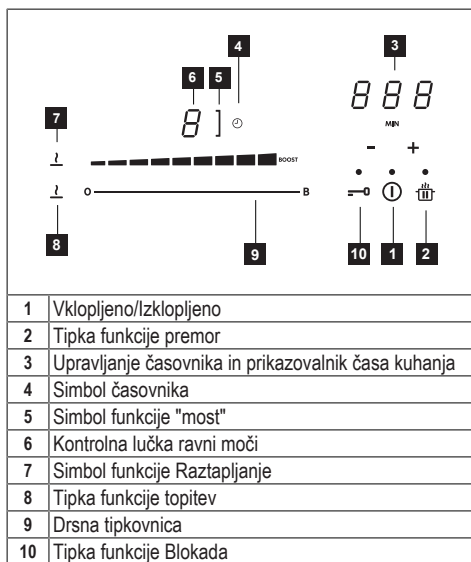 4 3
6 5
8 ] 888
7 MIN
- +
BOOST
0 B
8 9 10 1 2
1 Vklopljeno/Izklopljeno
2 Tipka funkcije premor
3 Upravljanje časovnika in prikazovalnik časa kuhanja
4 Simbol časovnika
5 Simbol funkcije "most"
6 Kontrolna lučka ravni moči
7 Simbol funkcije Raztapljanje
8 Tipka funkcije topitev
9 Drsna tipkovnica
10 Tipka funkcije Blokada